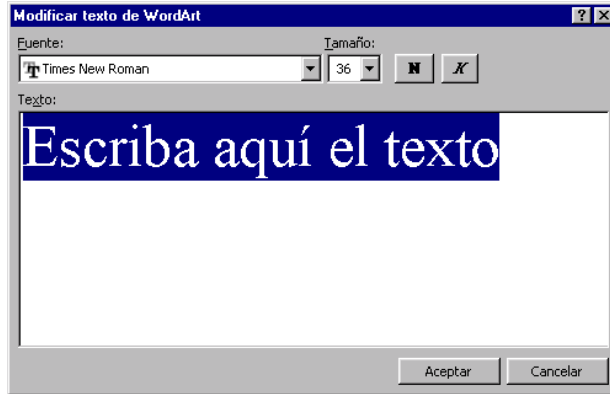 Modificar texto de WordArt
Fuente: Tamaño:
Times New Roman 36 N K
Texto:
Escriba aquí el texto
Aceptar Cancelar